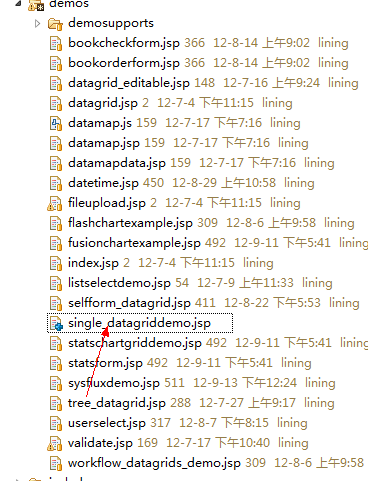 demos
demosupports
bookcheckform.jsp 366 12-8-14 上午9:02 lining
bookorderform.jsp 366 12-8-14 上午9:02 lining
datagrid_editable.jsp 148 12-7-16 上午9:24 lining
datagrid.jsp 2 12-7-4 下午11:15 lining
datamap.js 159 12-7-17 下午7:16 lining
datamap.jsp 159 12-7-17 下午7:16 lining
datamapdata.jsp 159 12-7-17 下午7:16 lining
datetime.jsp 450 12-8-29 上午10:58 lining
fileupload.jsp 2 12-7-4 下午11:15 lining
flashchartexample.jsp 309 12-8-6 上午9:58 lining
fusionchartexample.jsp 492 12-9-11 下午5:41 lining
index.jsp 2 12-7-4 下午11:15 lining
listselectdemo.jsp 54 12-7-9 上午11:33 lining
selfform_datagrid.jsp 411 12-8-22 下午5:53 lining
single_datagriddemo.jsp
statschartgriddemo.jsp 492 12-9-11 下午5:41 lining
statsform.jsp 492 12-9-11 下午5:41 lining
sysfluxdemo.jsp 511 12-9-13 下午12:24 lining
tree_datagrid.jsp 288 12-7-27 上午9:17 lining
userselect.jsp 317 12-8-7 下午8:15 lining
validate.jsp 169 12-7-17 下午10:40 lining
workflow_datagrids_demo.jsp 309 12-8-6 上午9:58